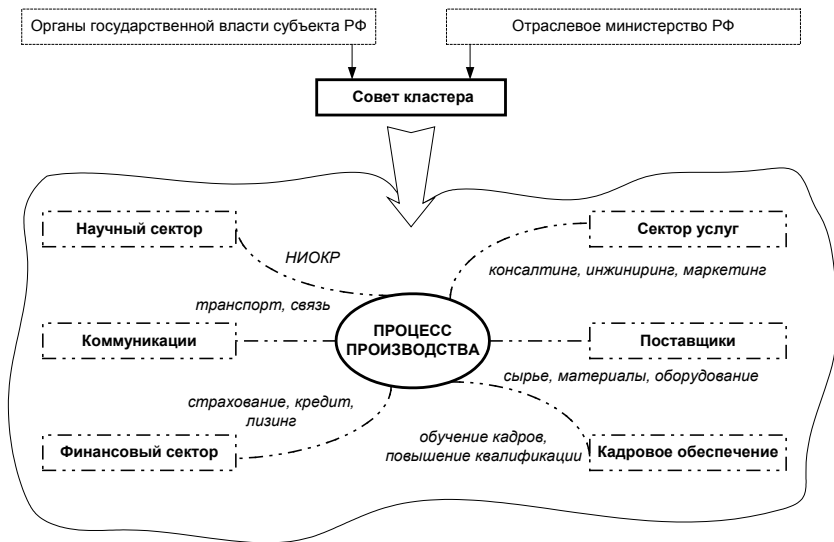 Органы государственной власти субъекта РФ
Отраслевое министерство РФ
Совет кластера
Научный сектор
Сектор услуг
НИОКР
консалтинг, инжиниринг, маркетинг
транспорт, связь
Коммуникации
ПРОЦЕСС
ПРОИЗВОДСТВА
Поставщики
сырье, материалы, оборудование
страхование, кредит,
лизинг
обучение кадров,
повышение квалификации
Финансовый сектор
Кадровое обеспечение